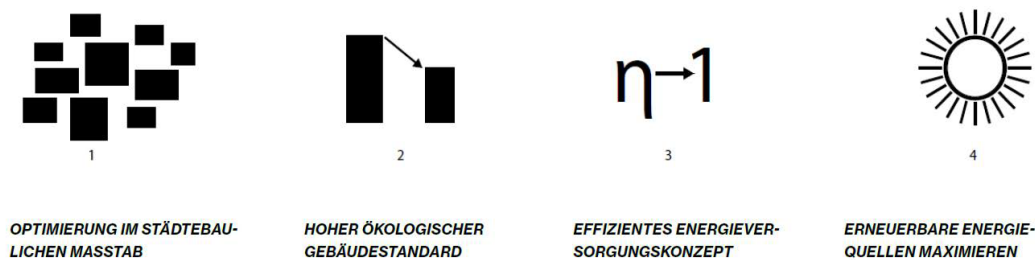 η→1
1
2
3
4
OPTIMIERUNG IM STÄDTEBAU-
LICHEN MASSTAB
HOHER ÖKOLOGISCHER
GEBÄUDESTANDARD
EFFIZIENTES ENERGIEVER-
SORGUNGSKONZEPT
ERNEUERBARE ENERGIE-
QUELLEN MAXIMIEREN